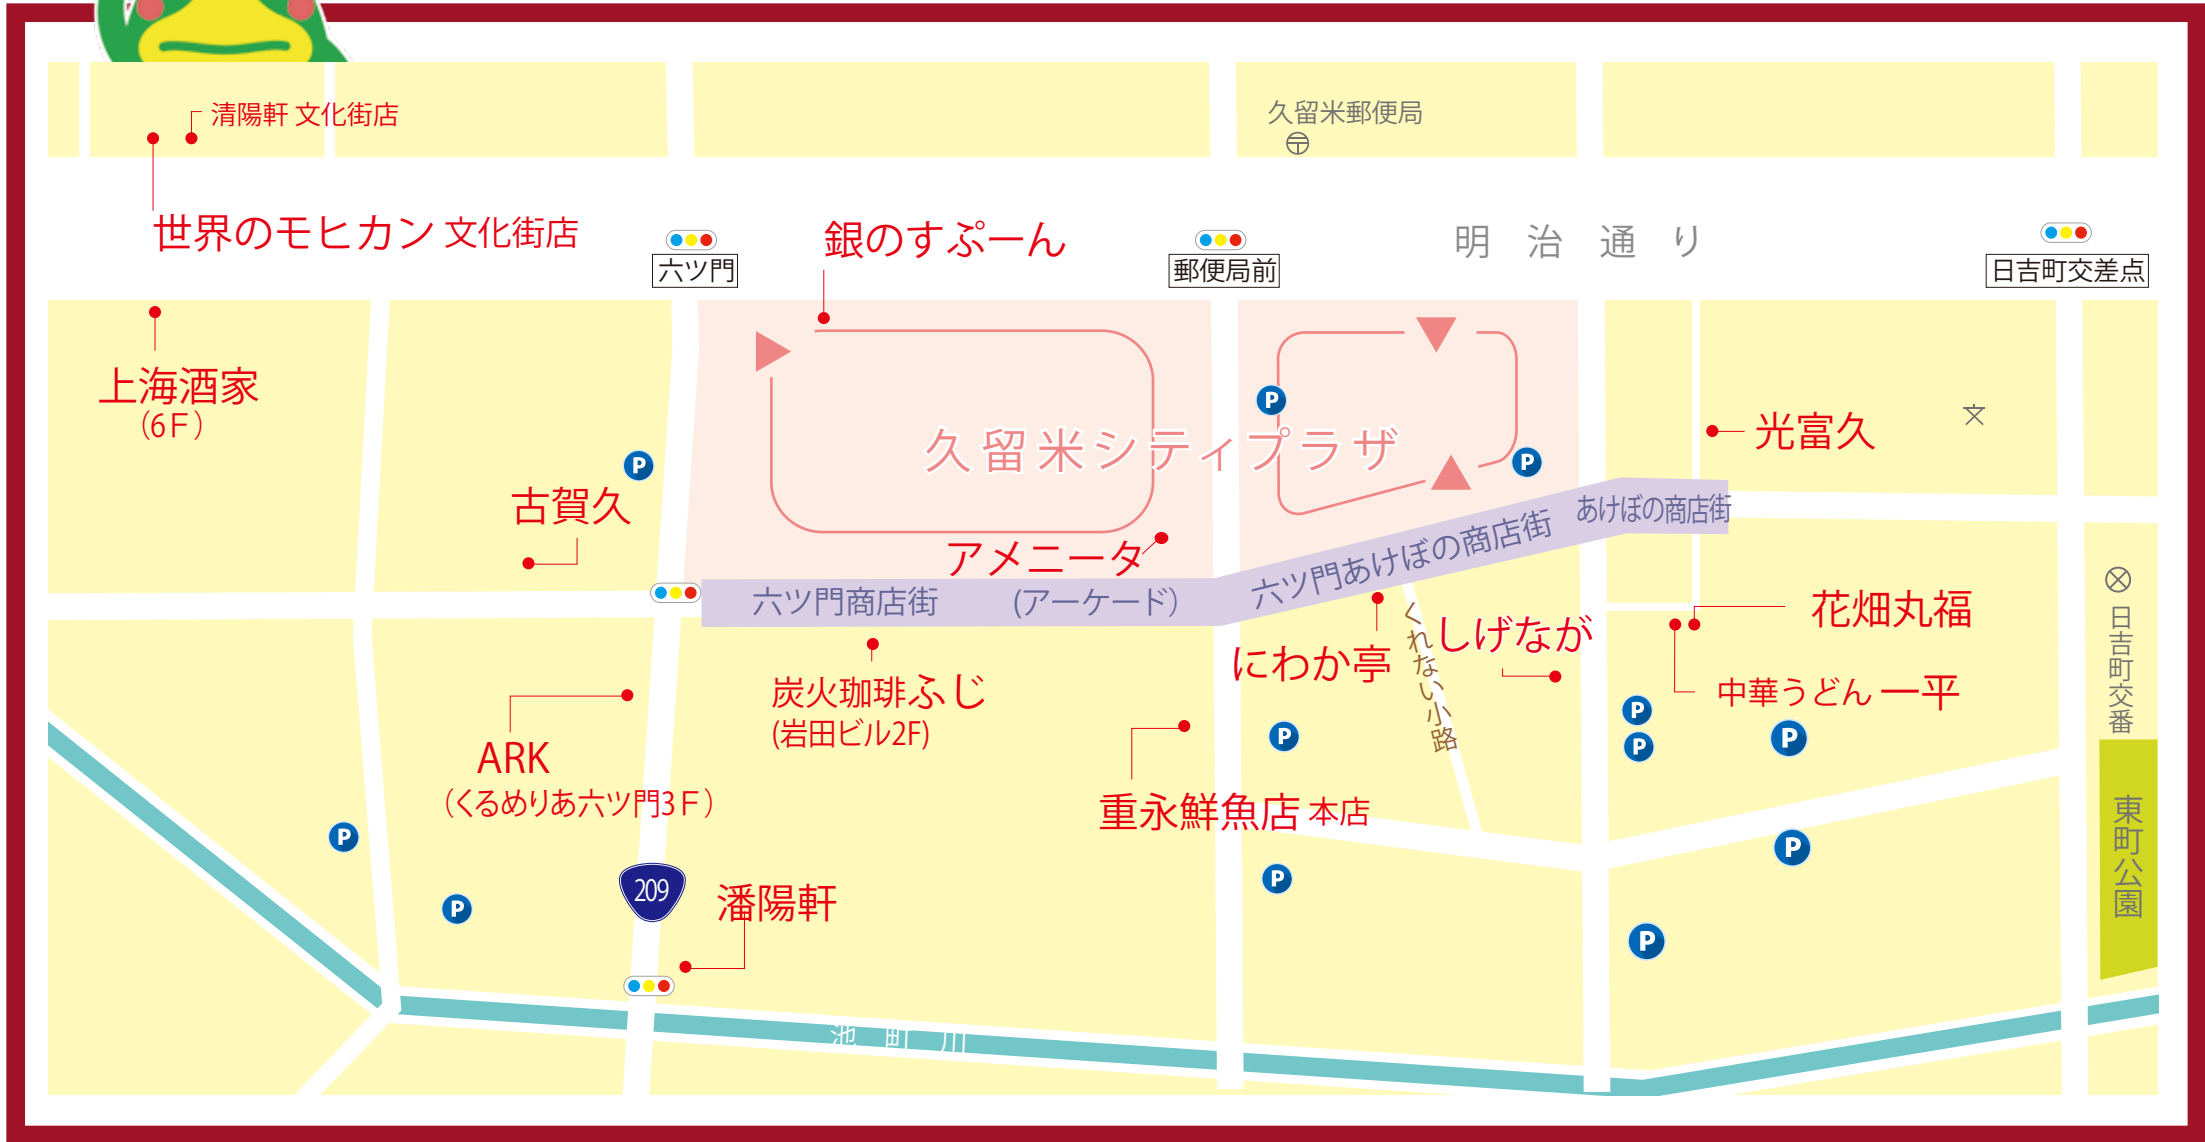 清陽軒 文化街店
久留米郵便局
世界のモヒカン 文化街店
六ツ門
銀のすぷーん
郵便局前
明治通り
日吉町交差点
上海酒家
（6F）
久留米シティプラザ
P
P
P
光富久
文
古賀久
アメニータ
六ツ門商店街
(アーケード)
六ツ門あけぼの商店街
あけぼの商店街
にわか亭
くれない小路
しげなが
花畑丸福
中華うどん 一平
日吉町交番
炭火珈琲ふじ
(岩田ビル2F)
ARK
（くるめりあ六ツ門3F）
重永鮮魚店 本店
P
P
P
P
東町公園
P
P
P
P
P
209
瀋陽軒
池町川